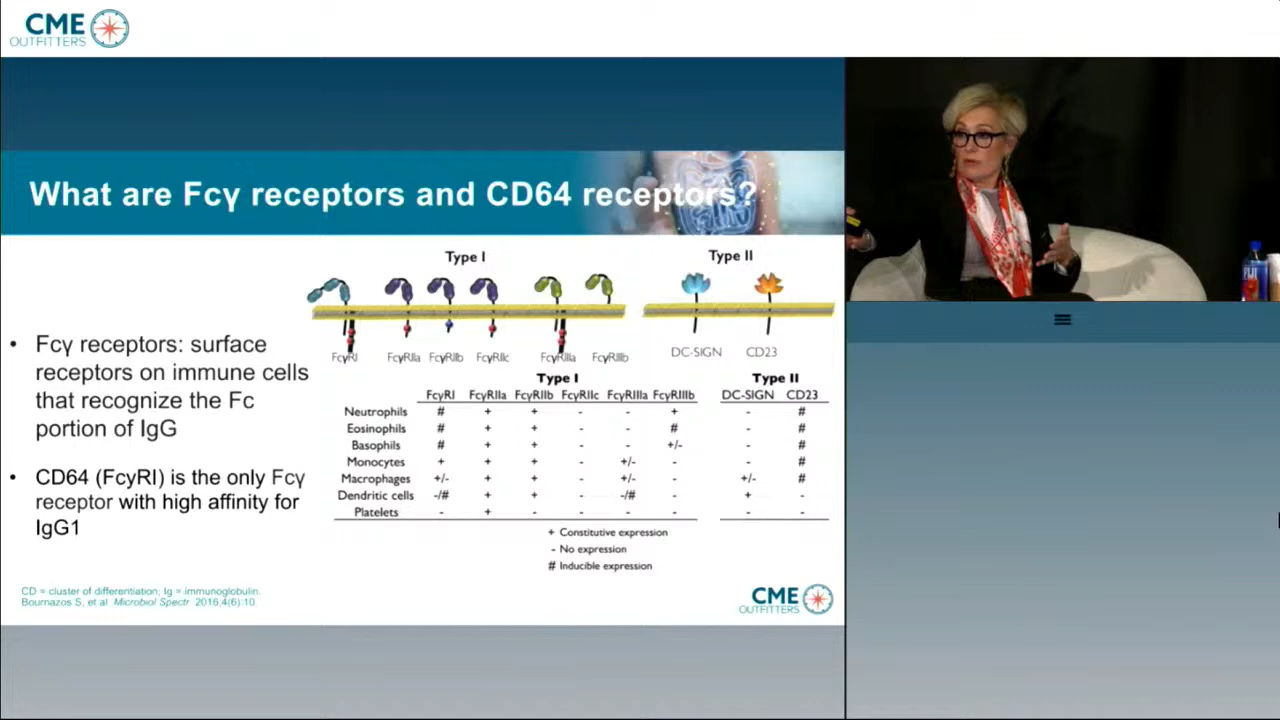 CME
OUTFITTERS
What are Fcγ receptors and CD64 receptors?
Type I
Type II
FcγRI FcγRIIa FcγRIIb FcγRIIc FcγRIIIa FcγRIIIb
DC-SIGN CD23
• Fcγ receptors: surface
receptors on immune cells
that recognize the Fc
portion of IgG
• CD64 (FcγRI) is the only Fcγ
receptor with high affinity for
IgG1
Type I
Type II
FcγRI FcγRIIa FcγRIIb FcγRIIc FcγRIIIa FcγRIIIb DC-SIGN CD23
Neutrophils # + + - - + - #
Eosinophils # + + - - # - #
Basophils # + + - - +/- - #
Monocytes + + + - +/- - - #
Macrophages +/- + + - +/- - +/- #
Dendritic cells -/# + + - -/# - + -
Platelets - + - - - - - -
+ Constitutive expression
- No expression
# Inducible expression
CD = cluster of differentiation; Ig = immunoglobulin.
Bournazos S, et al. Microbiol Spectr. 2016;4(6):10.
CME
OUTFITTERS
FIJI